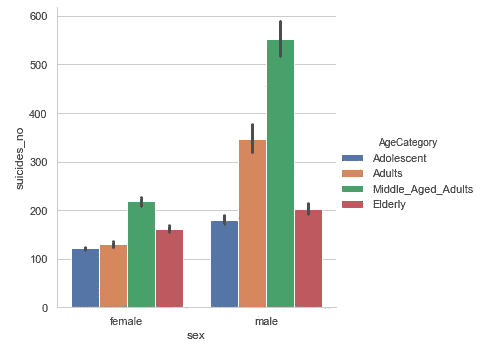 600
500
400
300
200
100
0
suicides_no
female male
sex
AgeCategory
Adolescent
Adults
Middle_Aged_Adults
Elderly